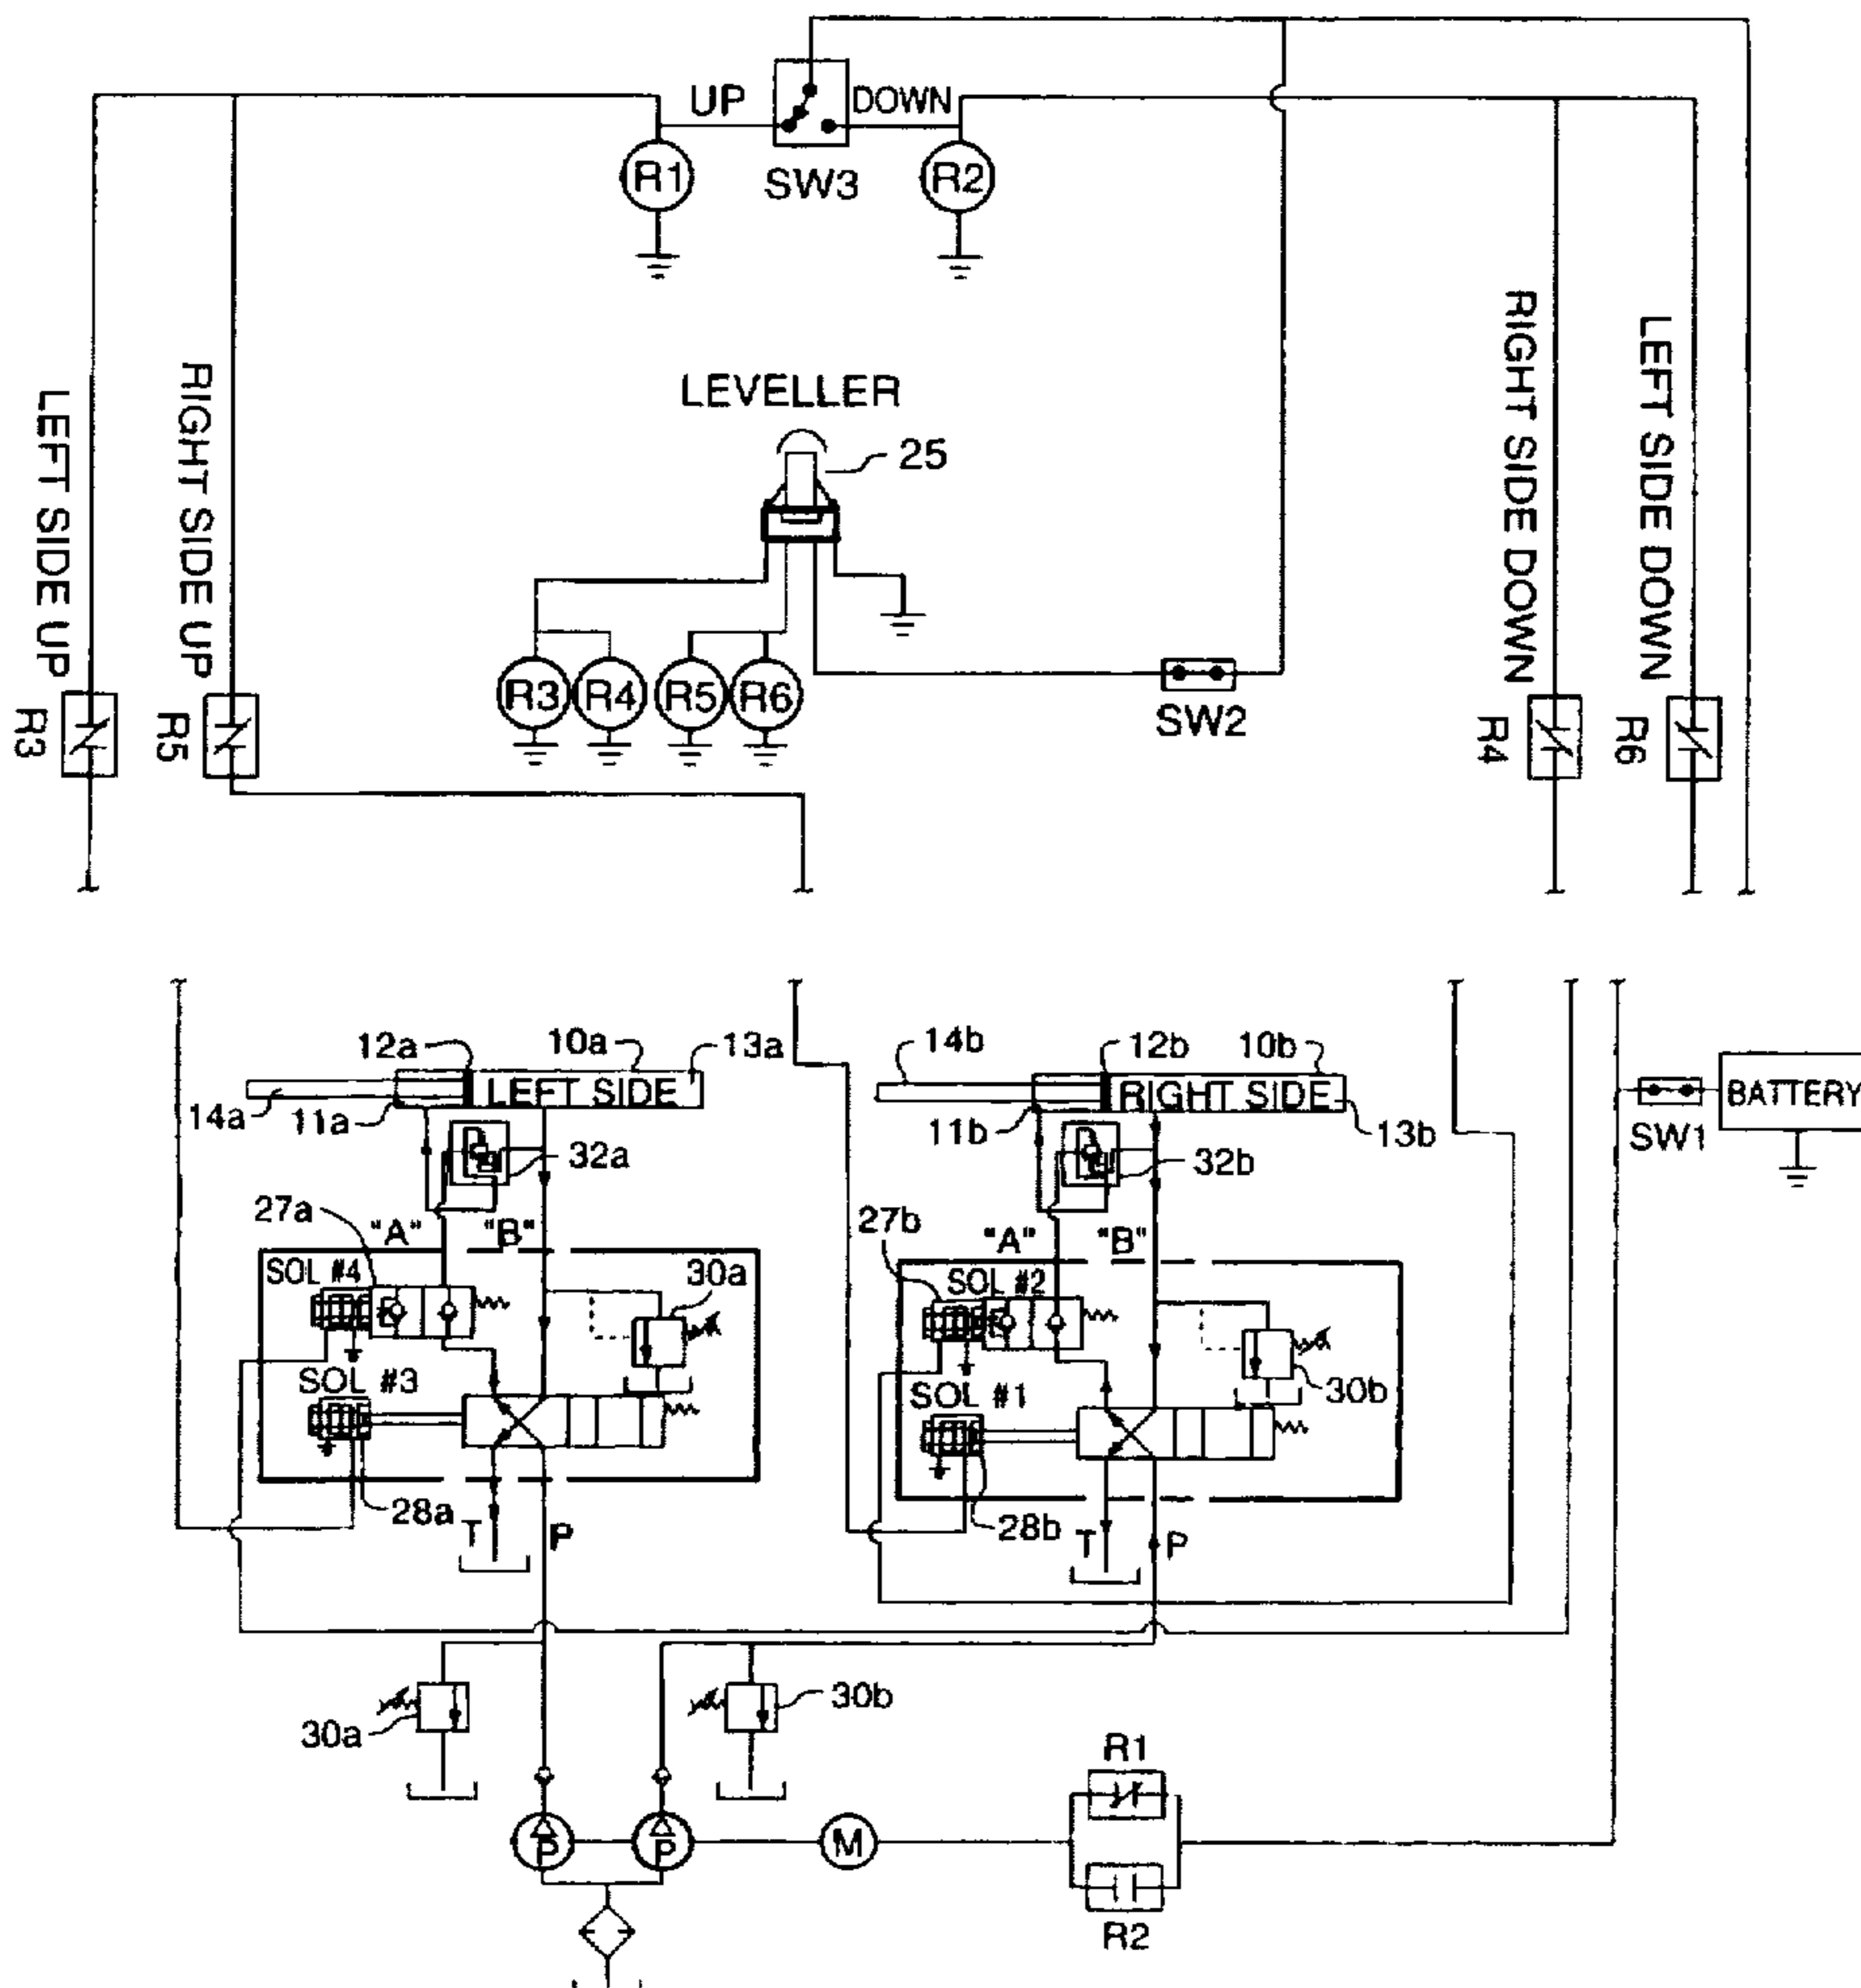 UP
DOWN
R1
SW3
R2
LEFT SIDE UP
RIGHT SIDE UP
LEVELLER
25
RIGHT SIDE DOWN
LEFT SIDE DOWN
R3
R4
R5
R6
SW2
R3
R5
R4
R6
12a
10a
13a
14b
12b
10b
LEFT SIDE
RIGHT SIDE
BATTERY
14a
11a
11b
13b
SW1
32a
32b
27a
"A"
"B"
27b
"A"
"B"
SOL #4
30a
SOL #2
SOL #3
SOL #1
30b
28a
T
P
28b
T
P
30a
30b
R1
P
P
M
R2